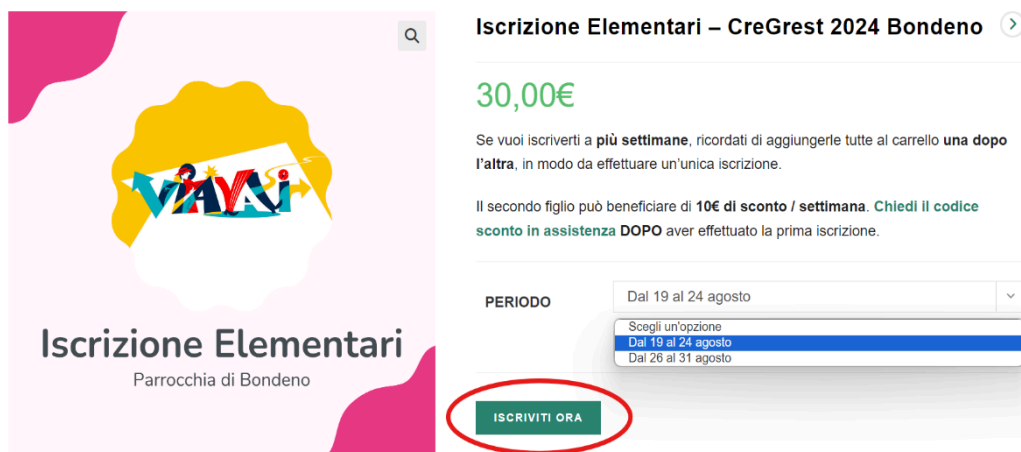 Iscrizione Elementari – CreGrest 2024 Bondeno
30,00€
Se vuoi iscriverti a più settimane, ricordati di aggiungerle tutte al carrello una dopo
l'altra, in modo da effettuare un'unica iscrizione.
Il secondo figlio può beneficiare di 10€ di sconto / settimana. Chiedi il codice
sconto in assistenza DOPO aver effettuato la prima iscrizione.
PERIODO
Dal 19 al 24 agosto
Scegli un'opzione
Dal 19 al 24 agosto
Dal 26 al 31 agosto
ISCRIVITI ORA
VIAVAI
Iscrizione Elementari
Parrocchia di Bondeno